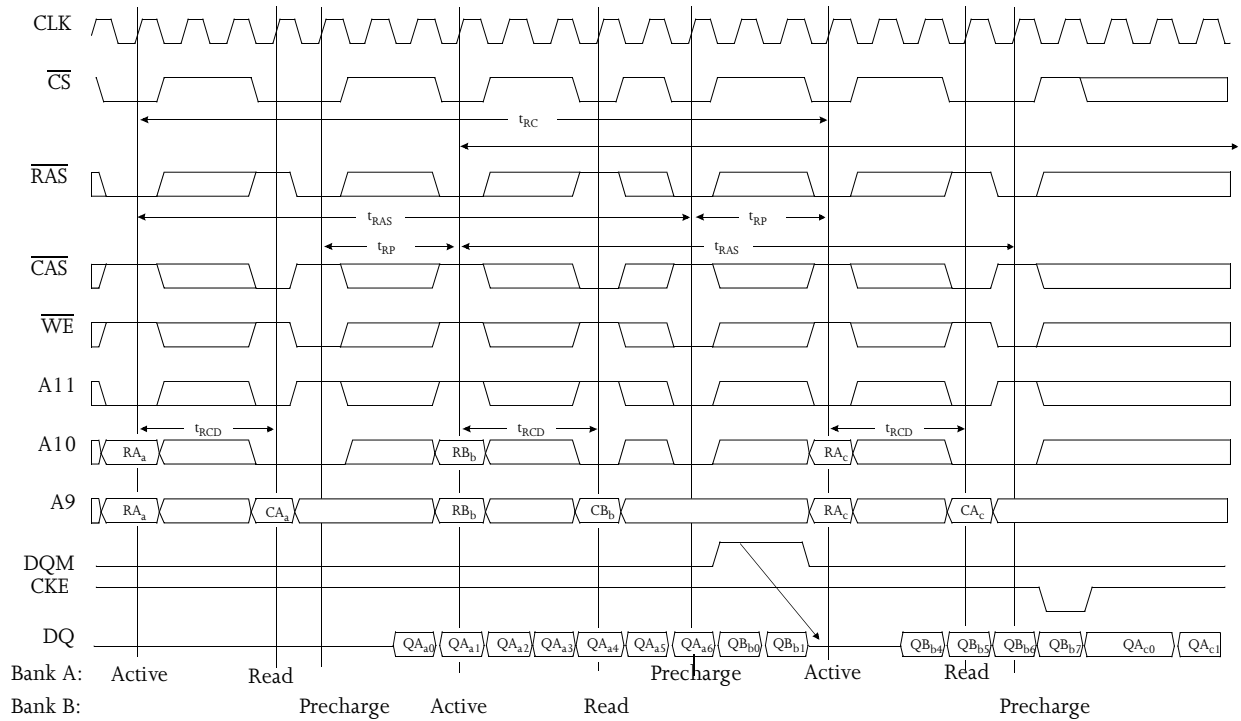 CLK
CS
tRC
RAS
tRAS tRP
tRP tRAS
CAS
WE
A11
tRCD tRCD tRCD
A10 RAa RBb RAc
A9 RAa CAa RBb CBb RAc CAc
DQM
CKE
DQ QAa0 QAa1 QAa2 QAa3 QAa4 QAa5 QAa6 QBb0 QBb1 QBb4 QBb5 QBb6 QBb7 QAc0 QAc1
Bank A: Active Read Precharge Active Read
Bank B: Precharge Active Read Precharge